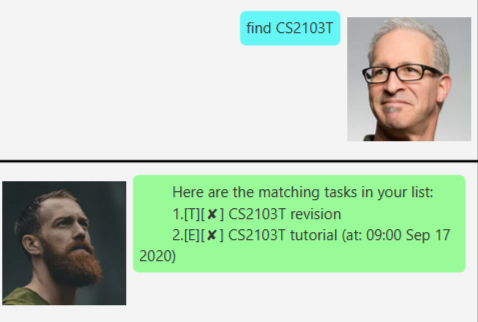 find CS2103T
Here are the matching tasks in your list:
1.[T][✘] CS2103T revision
2.[E][✘] CS2103T tutorial (at: 09:00 Sep 17
2020)